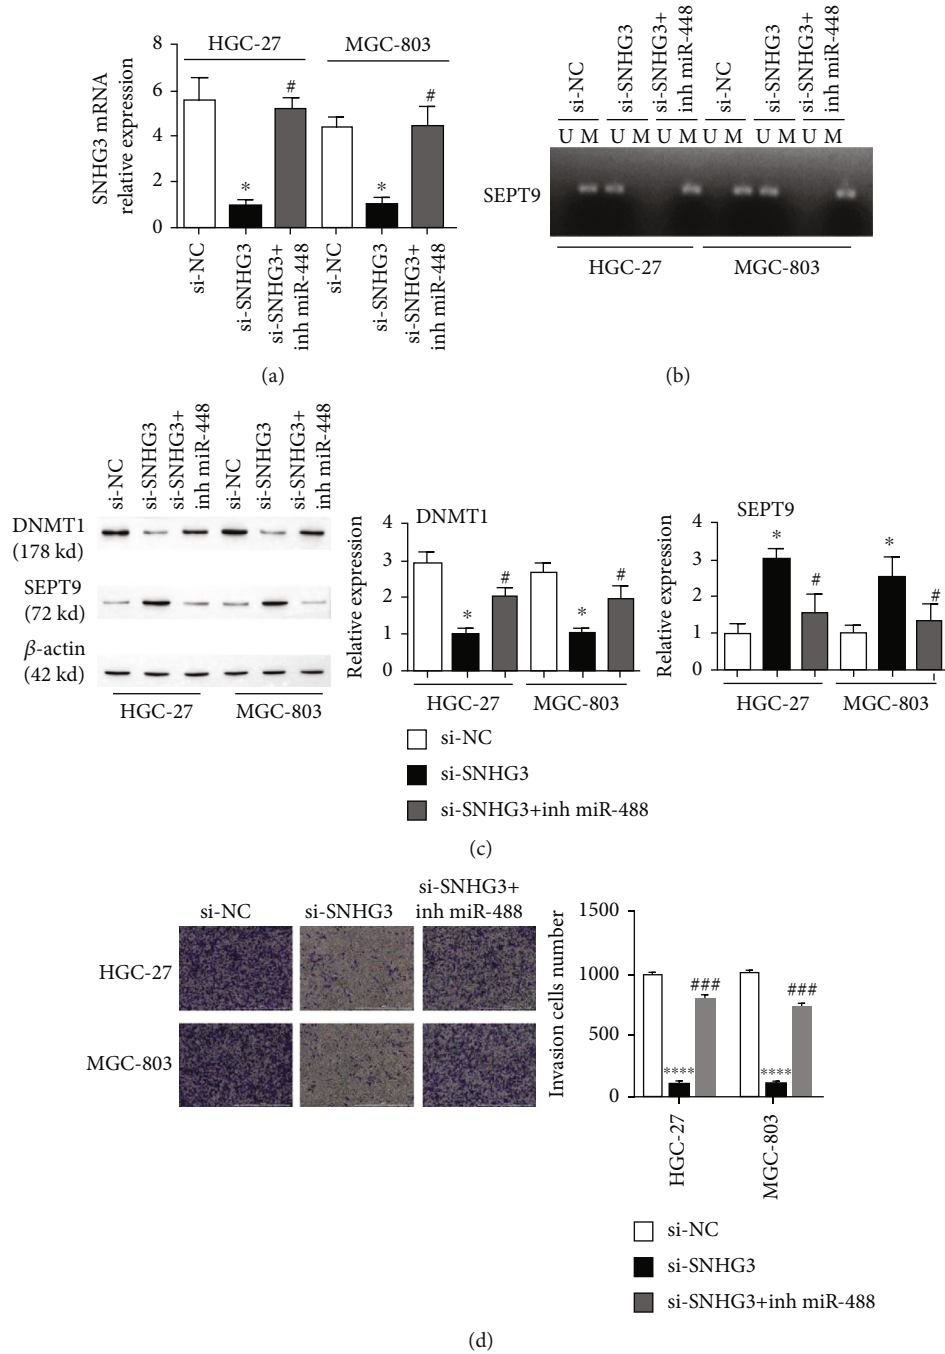 HGC-27 MGC-803
8
6
4
2
0
SNHG3 mRNA
relative expression
# #
* *
si-NC
si-SNHG3
si-SNHG3+
inh miR-448
si-NC
si-SNHG3
si-SNHG3+
inh miR-448
(a)
si-NC
si-SNHG3
si-SNHG3+
inh miR-448
si-NC
si-SNHG3
si-SNHG3+
inh miR-448
U M U M U M U M U M U M
SEPT9
HGC-27 MGC-803
(b)
si-NC
si-SNHG3
si-SNHG3+
inh miR-448
si-NC
si-SNHG3
si-SNHG3+
inh miR-448
DNMT1
(178 kd)
SEPT9
(72 kd)
β-actin
(42 kd)
HGC-27 MGC-803
DNMT1
Relative expression
4
3
2
1
0
* # * #
HGC-27 MGC-803
SEPT9
Relative expression
4
3
2
1
0
* # * #
HGC-27 MGC-803
si-NC
si-SNHG3
si-SNHG3+inh miR-488
(c)
si-NC si-SNHG3 si-SNHG3+
inh miR-488
HGC-27
MGC-803
Invasion cells number
1500
1000
500
0
**** ### **** ###
HGC-27
MGC-803
si-NC
si-SNHG3
si-SNHG3+inh miR-488
(d)